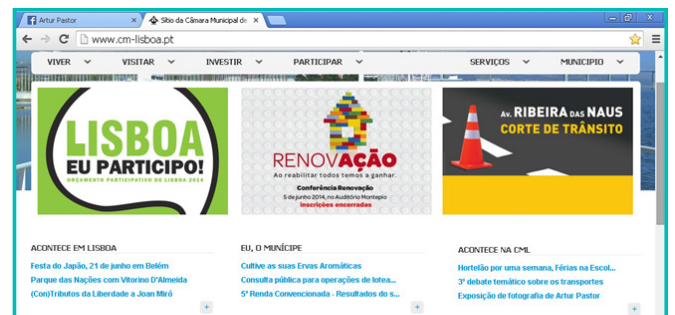 Artur Pastor
Sítio da Câmara Municipal de
www.cm-lisboa.pt
VIVER VISITAR INVESTIR PARTICIPAR SERVIÇOS MUNICIPIO
LISBOA
EU PARTICIPO!
ORÇAMENTO PARTICIPATIVO DE LISBOA 2014
RENOVAÇÃO
Ao reabilitar todos temos a ganhar.
Conferência Renovação
5 de junho 2014, no Auditório Montepio
Inscrições encerradas
Av. RIBEIRA DAS NAUS
CORTE DE TRÂNSITO
ACONTECE EM LISBOA
Festa do Japão, 21 de junho em Belém
Parque das Nações com Vitorino D'Almeida
(Con)Tributos da Liberdade a Joan Miró
+
EU, O MUNÍCIPE
Cultive as suas Ervas Aromáticas
Consulta pública para operações de lotea...
5ª Renda Convencionada - Resultados do s...
+
ACONTECE NA CML
Hortelão por uma semana, Férias na Escol...
3º debate temático sobre os transportes
Exposição de fotografia de Artur Pastor
+